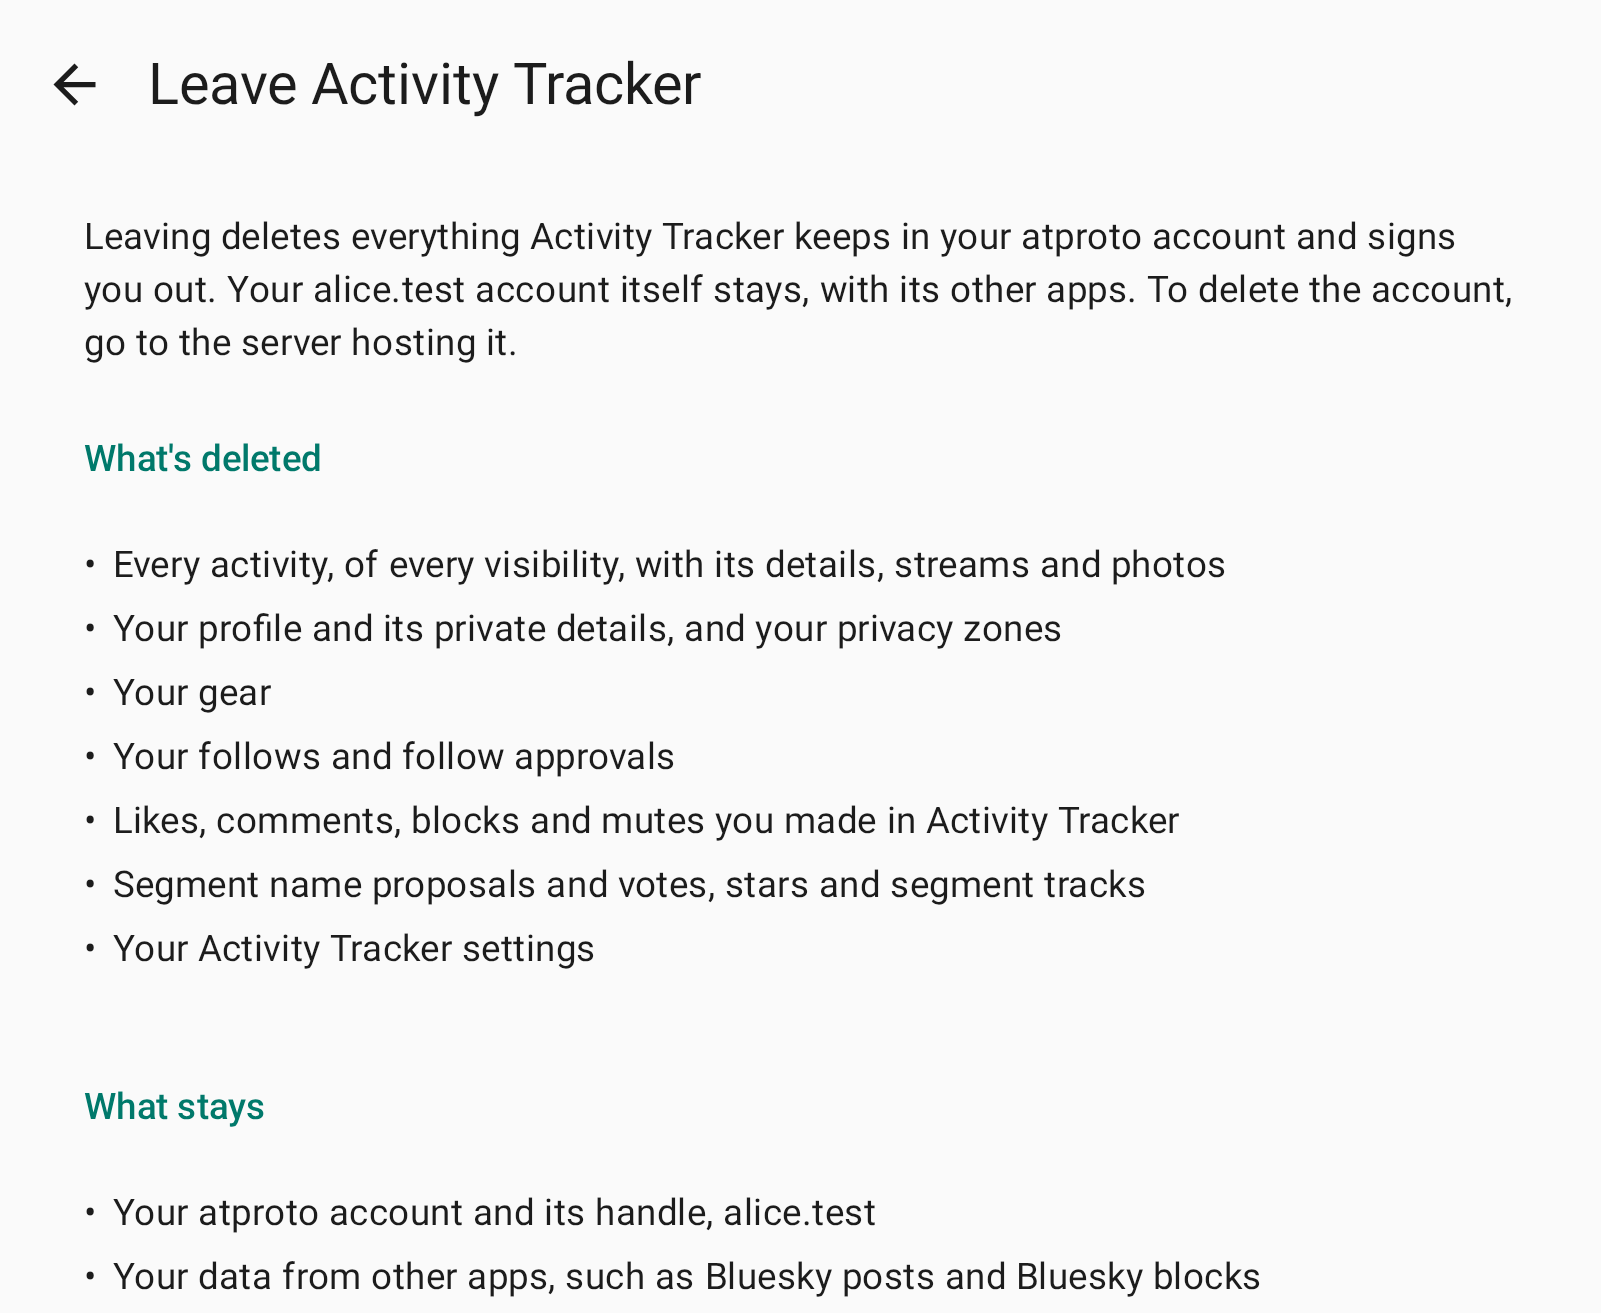 Leave Activity Tracker
Leaving deletes everything Activity Tracker keeps in your atproto account and signs
you out. Your alice.test account itself stays, with its other apps. To delete the account,
go to the server hosting it.
What's deleted
• Every activity, of every visibility, with its details, streams and photos
• Your profile and its private details, and your privacy zones
• Your gear
• Your follows and follow approvals
• Likes, comments, blocks and mutes you made in Activity Tracker
• Segment name proposals and votes, stars and segment tracks
• Your Activity Tracker settings
What stays
• Your atproto account and its handle, alice.test
• Your data from other apps, such as Bluesky posts and Bluesky blocks